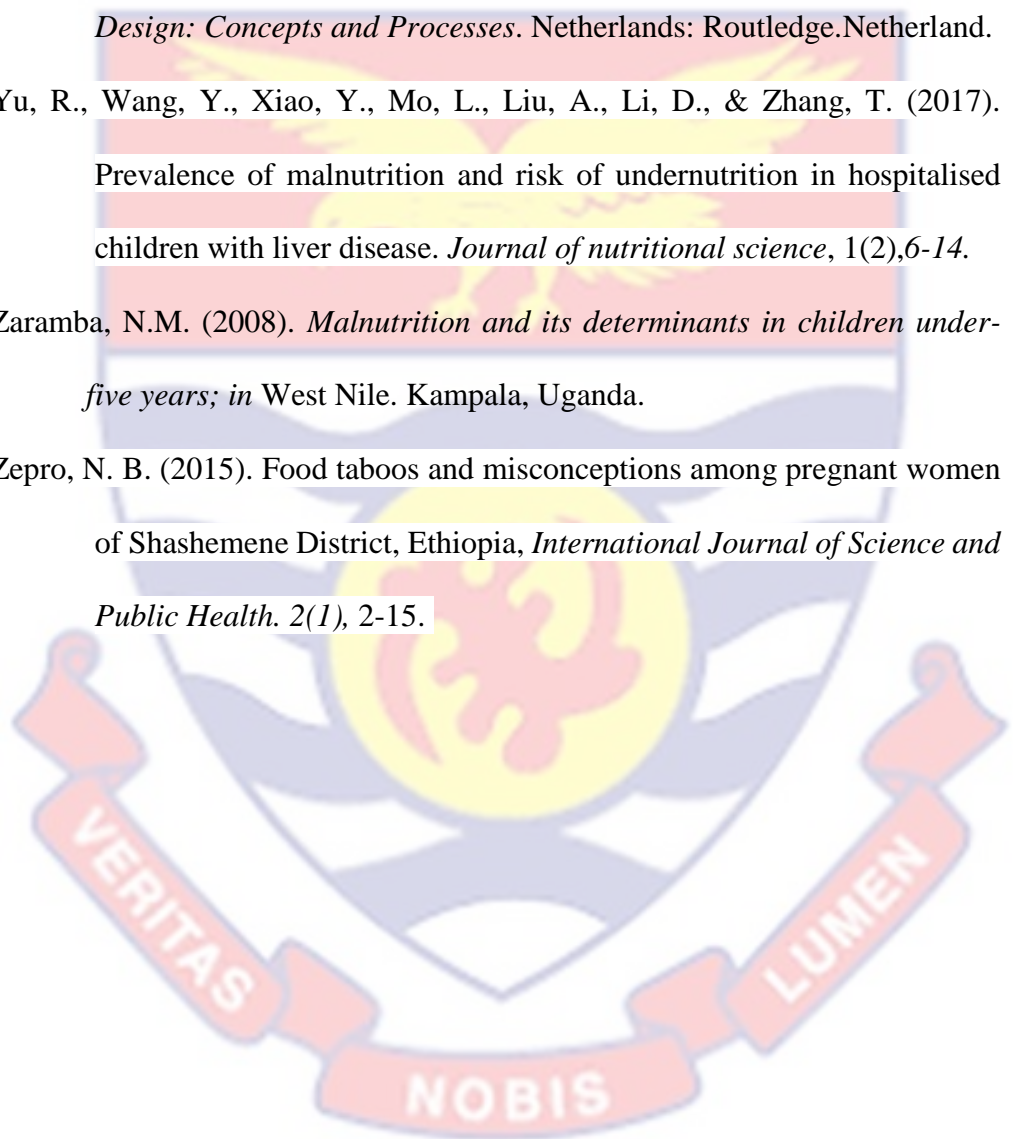 Design: Concepts and Processes. Netherlands: Routledge.Netherland.
Yu, R., Wang, Y., Xiao, Y., Mo, L., Liu, A., Li, D., & Zhang, T. (2017).
Prevalence of malnutrition and risk of undernutrition in hospitalised
children with liver disease. Journal of nutritional science, 1(2),6-14.
Zaramba, N.M. (2008). Malnutrition and its determinants in children under-
five years; in West Nile. Kampala, Uganda.
Zepro, N. B. (2015). Food taboos and misconceptions among pregnant women
of Shashemene District, Ethiopia, International Journal of Science and
Public Health. 2(1), 2-15.
VERITAS
NOBIS
LUMEN